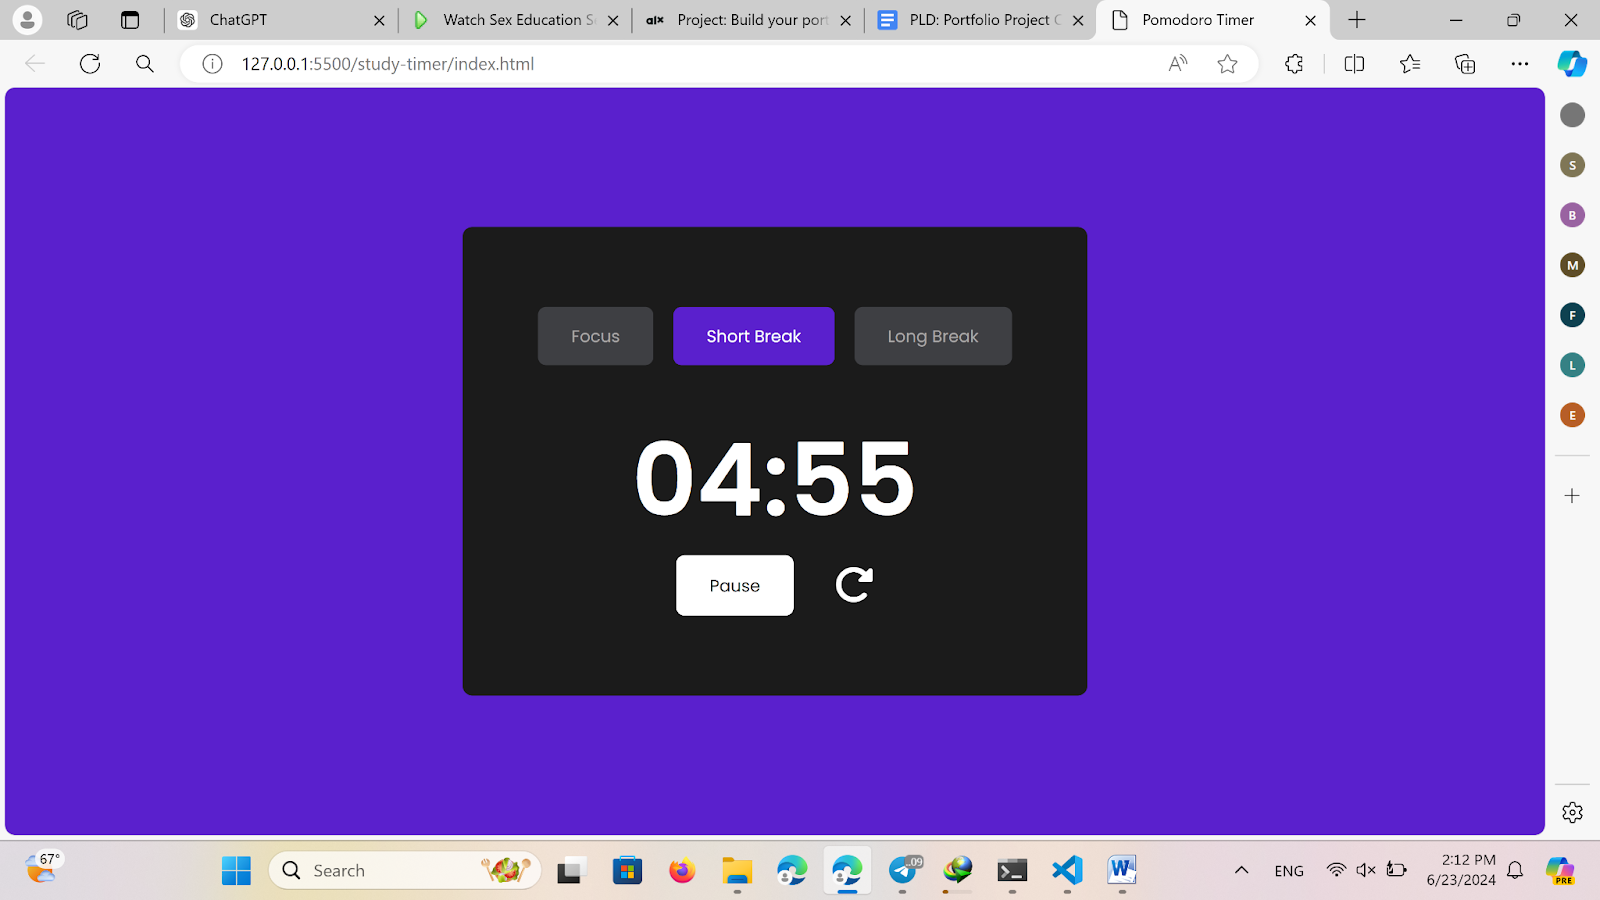 ChatGPT
Watch Sex Education S
alx
Project: Build your port
PLD: Portfolio Project
Pomodoro Timer
127.0.0.1:5500/study-timer/index.html
S
B
M
F
L
E
Focus
Short Break
Long Break
04:55
Pause
67°
Search
.09
W
ENG
2:12 PM
6/23/2024
PRE